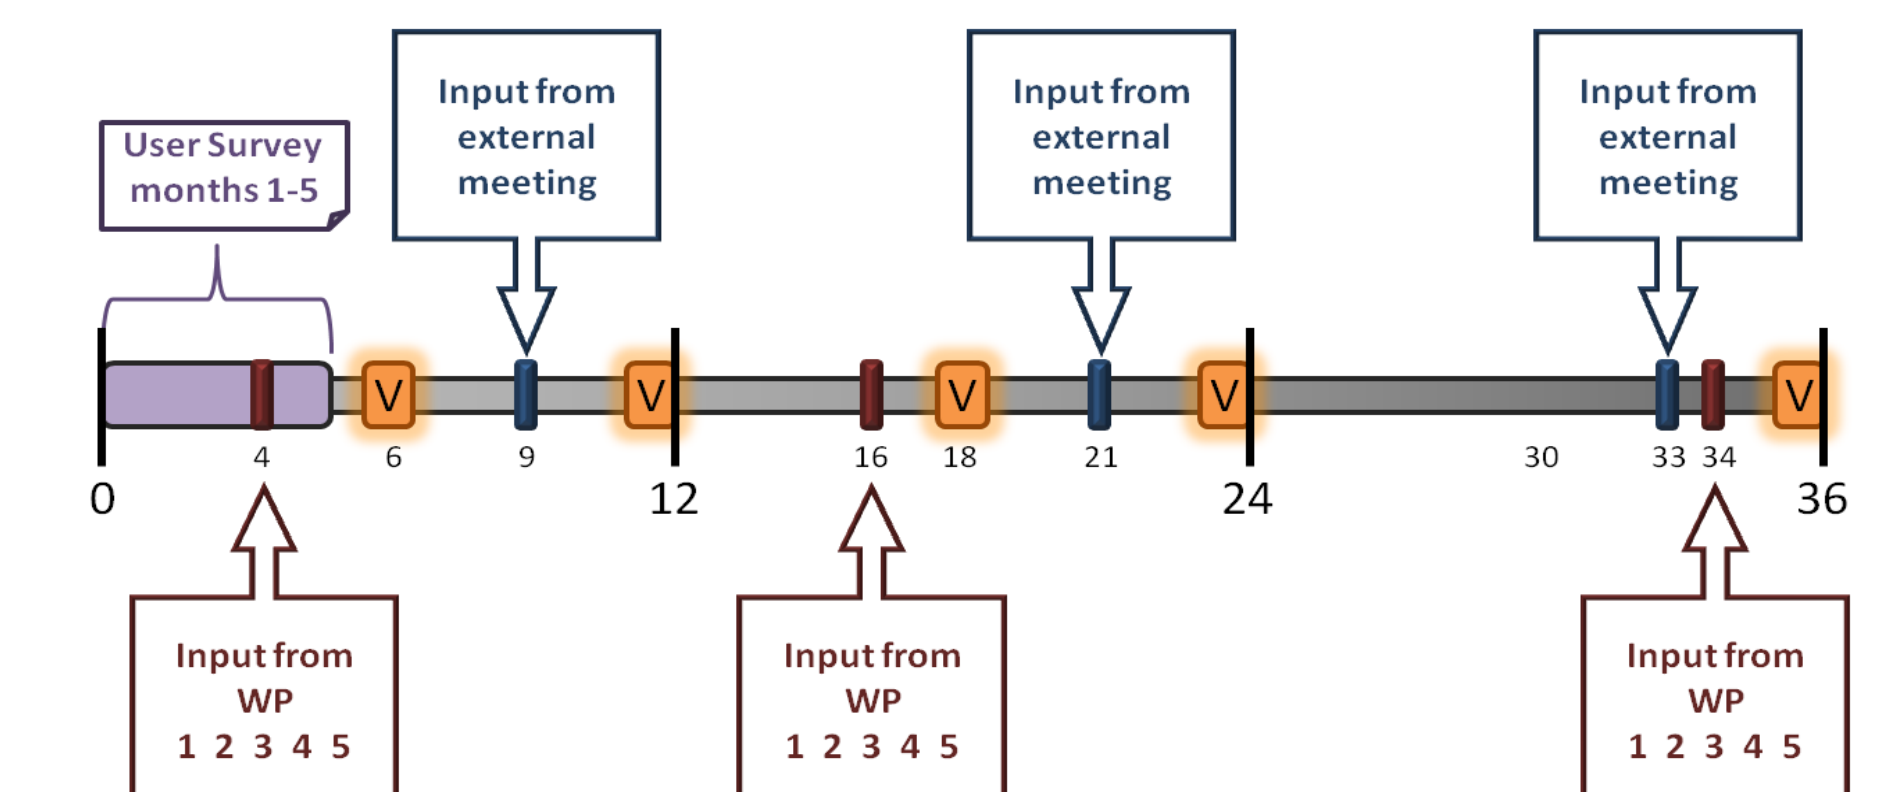 User Survey
months 1-5
Input from
external
meeting
Input from
external
meeting
Input from
external
meeting
V
V
V
V
V
4
6
9
16
18
21
30
33
34
0
12
24
36
Input from
WP
1 2 3 4 5
Input from
WP
1 2 3 4 5
Input from
WP
1 2 3 4 5